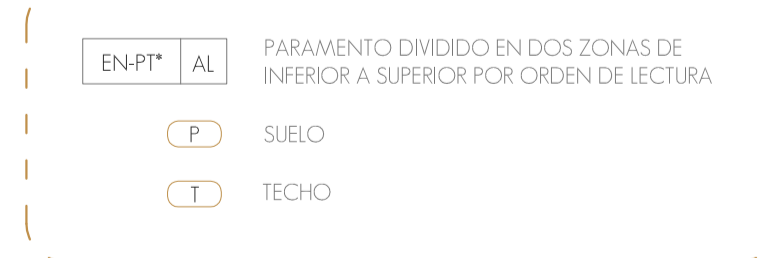 EN-PT* AL PARAMENTO DIVIDIDO EN DOS ZONAS DE
INFERIOR A SUPERIOR POR ORDEN DE LECTURA
P SUELO
T TECHO